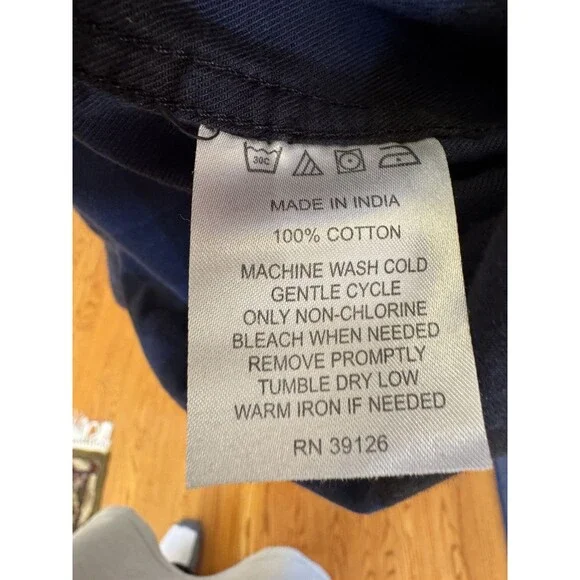 30C
MADE IN INDIA
100% COTTON
MACHINE WASH COLD
GENTLE CYCLE
ONLY NON-CHLORINE
BLEACH WHEN NEEDED
REMOVE PROMPTLY
TUMBLE DRY LOW
WARM IRON IF NEEDED
RN 39126